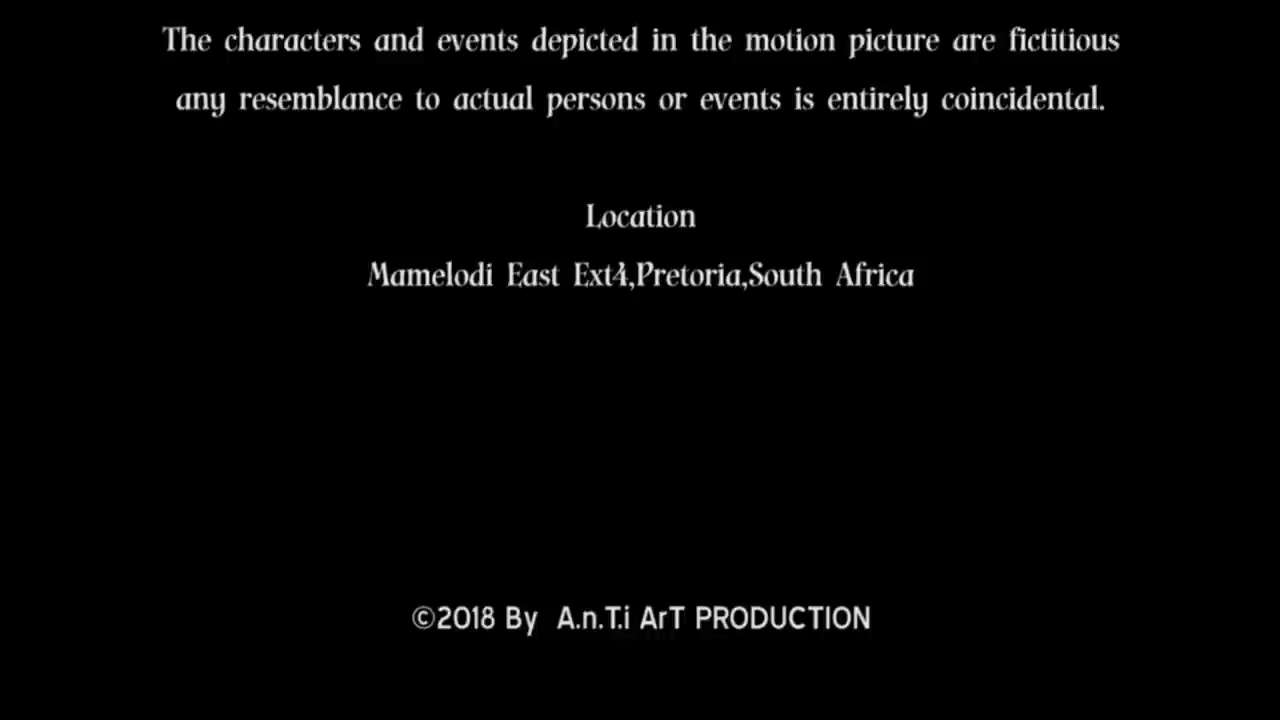 The characters and events depicted in the motion picture are fictitious
any resemblance to actual persons or events is entirely coincidental.
Location
Mamelodi East Ext4,Pretoria,South Africa
©2018 By A.n.T.i ArT PRODUCTION